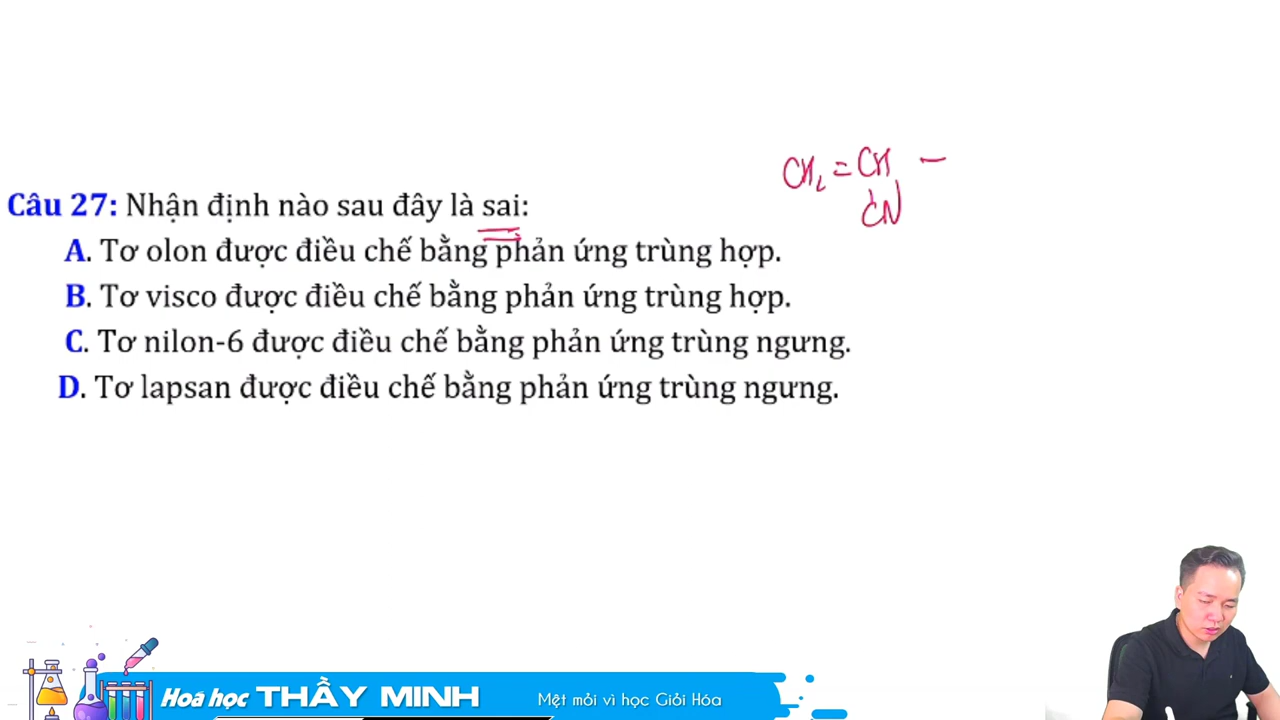 CH₂ = CH –
CN
Câu 27: Nhận định nào sau đây là sai:
A. Tơ olon được điều chế bằng phản ứng trùng hợp.
B. Tơ visco được điều chế bằng phản ứng trùng hợp.
C. Tơ nilon-6 được điều chế bằng phản ứng trùng ngưng.
D. Tơ lapsan được điều chế bằng phản ứng trùng ngưng.
Hoá học THẦY MINH
Mệt mỏi vì học Giỏi Hóa